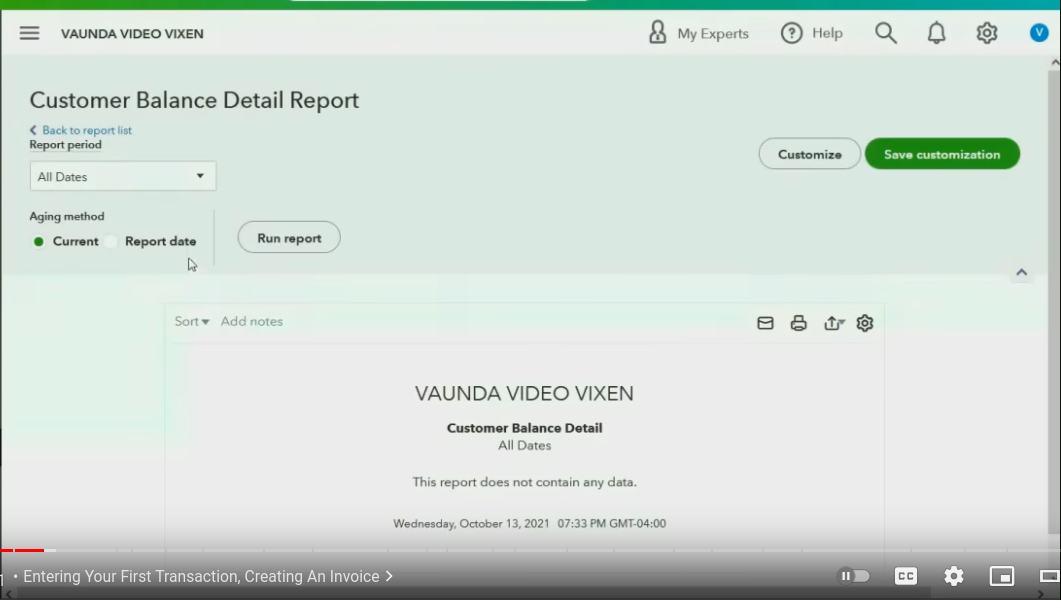 VAUNDA VIDEO VIXEN
My Experts
? Help
V
Customer Balance Detail Report
Back to report list
Report period
Customize
Save customization
All Dates
Aging method
Current
Report date
Run report
Sort
Add notes
VAUNDA VIDEO VIXEN
Customer Balance Detail
All Dates
This report does not contain any data.
Wednesday, October 13, 2021 07:33 PM GMT-04:00
• Entering Your First Transaction, Creating An Invoice
CC